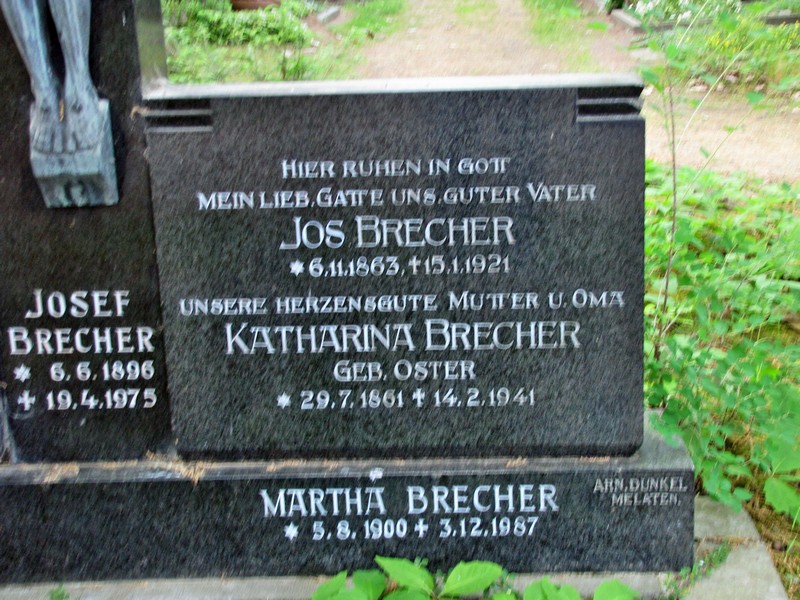 HIER RUHEN IN GOTT
MEIN LIEB. GATTE UNS. GUTER VATER
JOS BRECHER
*6.11.1863, †15.1.1921
UNSERE HERZENSGUTE MUTTER U. OMA
KATHARINA BRECHER
GEB. OSTER
* 29.7.1861 † 14.2.1941
JOSEF
BRECHER
* 6.6.1896
† 19.4.1975
MARTHA BRECHER
* 5.8.1900 † 3.12.1987
ARN. DUNKEL
MELATEN.